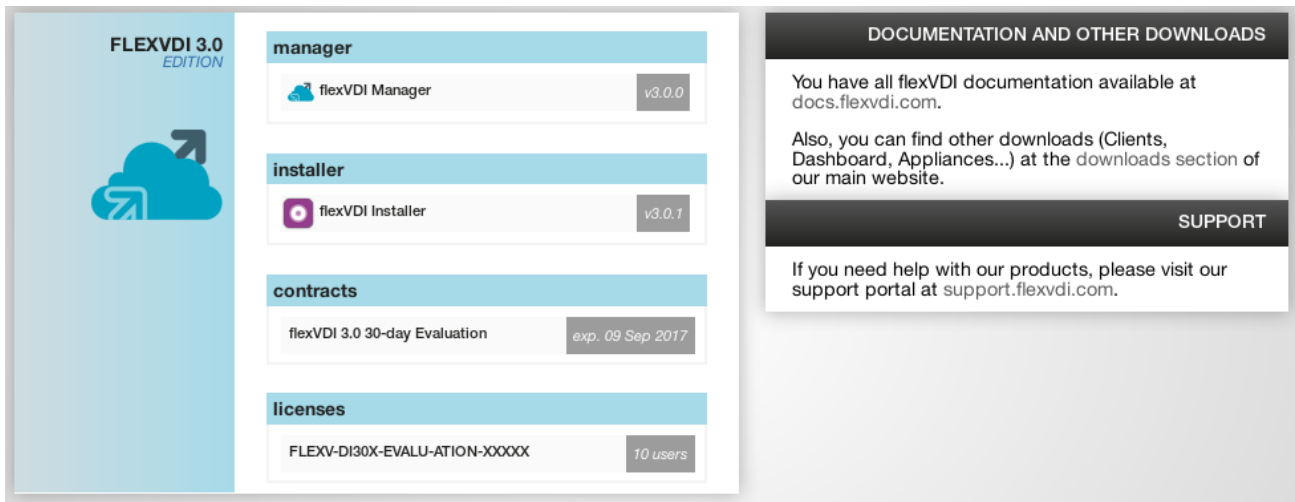 FLEXVDI 3.0
EDITION
manager
flexVDI Manager
v3.0.0
installer
flexVDI Installer
v3.0.1
contracts
flexVDI 3.0 30-day Evaluation
exp. 09 Sep 2017
licenses
FLEXV-DI30X-EVALU-ATION-XXXXX
10 users
DOCUMENTATION AND OTHER DOWNLOADS
You have all flexVDI documentation available at
docs.flexvdi.com.
Also, you can find other downloads (Clients,
Dashboard, Appliances...) at the downloads section of
our main website.
SUPPORT
If you need help with our products, please visit our
support portal at support.flexvdi.com.